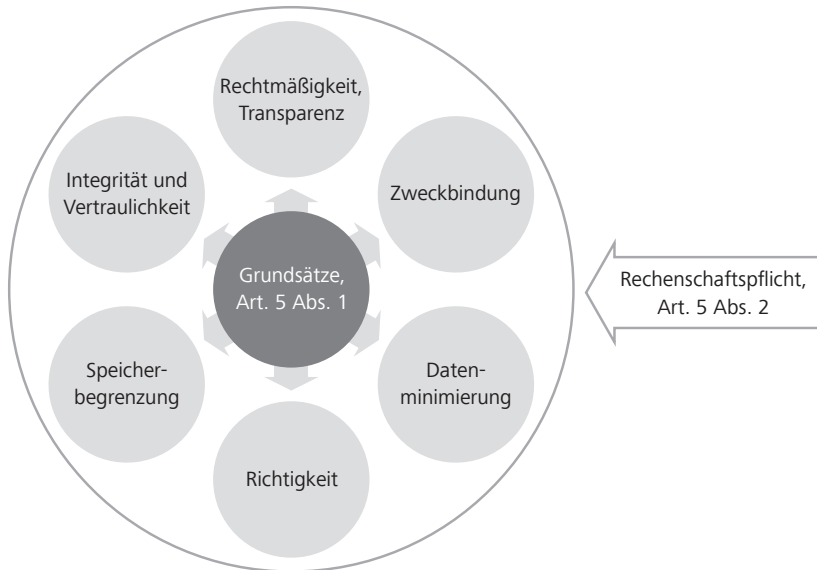 Rechtmäßigkeit,
Transparenz
Integrität und
Vertraulichkeit
Zweckbindung
Grundsätze,
Art. 5 Abs. 1
Rechenschaftspflicht,
Art. 5 Abs. 2
Speicher-
begrenzung
Daten-
minimierung
Richtigkeit